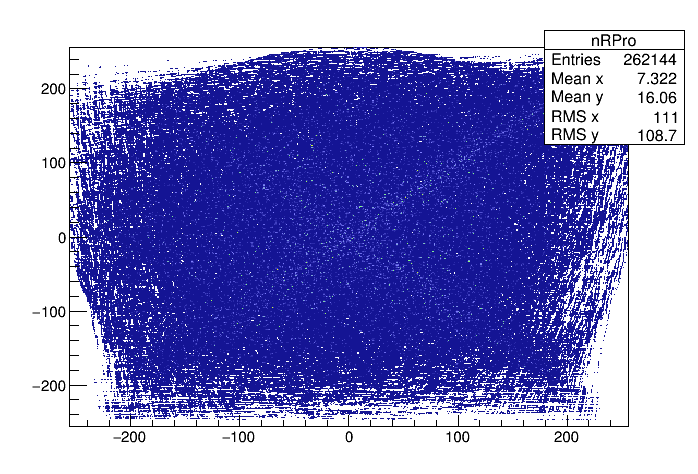 nRPro
Entries 262144
Mean x 7.322
Mean y 16.06
RMS x 111
RMS y 108.7
200
100
0
−100
−200
−200 −100 0 100 200